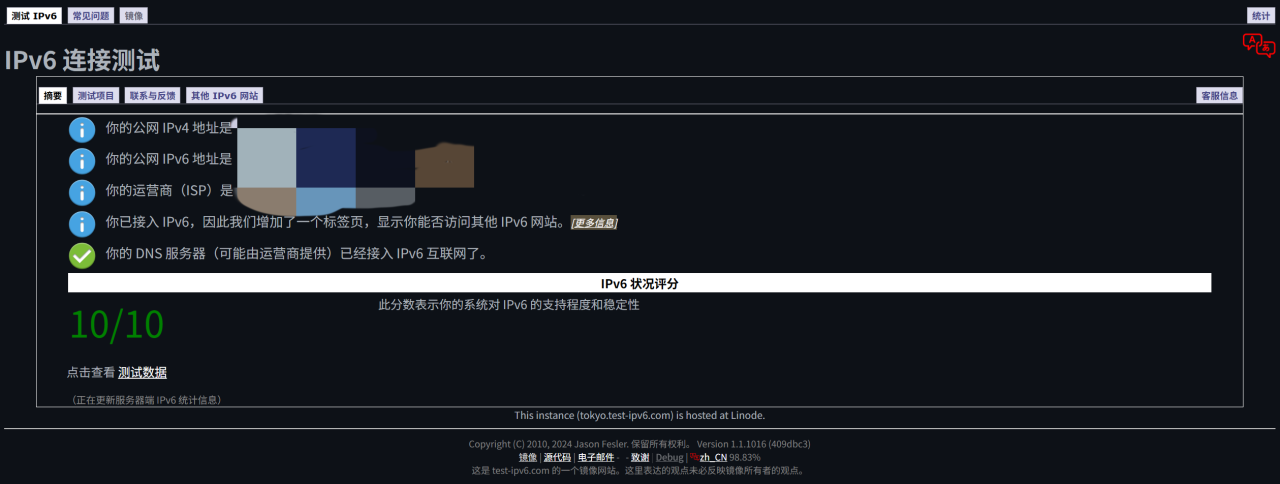 测试 IPv6 常见问题 镜像 统计
IPv6 连接测试
摘要 测试项目 联系与反馈 其他 IPv6 网站 客服信息
你的公网 IPv4 地址是
你的公网 IPv6 地址是
你的运营商（ISP）是
你已接入 IPv6，因此我们增加了一个标签页，显示你能否访问其他 IPv6 网站。[更多信息]
你的 DNS 服务器（可能由运营商提供）已经接入 IPv6 互联网了。
IPv6 状况评分
10/10 此分数表示你的系统对 IPv6 的支持程度和稳定性
点击查看 测试数据
（正在更新服务器端 IPv6 统计信息）
This instance (tokyo.test-ipv6.com) is hosted at Linode.
Copyright (C) 2010, 2024 Jason Fesler. 保留所有权利。 Version 1.1.1016 (409dbc3)
镜像 | 源代码 | 电子邮件 - - 致谢 | Debug | zh_CN 98.83%
这是 test-ipv6.com 的一个镜像网站。这里表达的观点未必反映镜像所有者的观点。